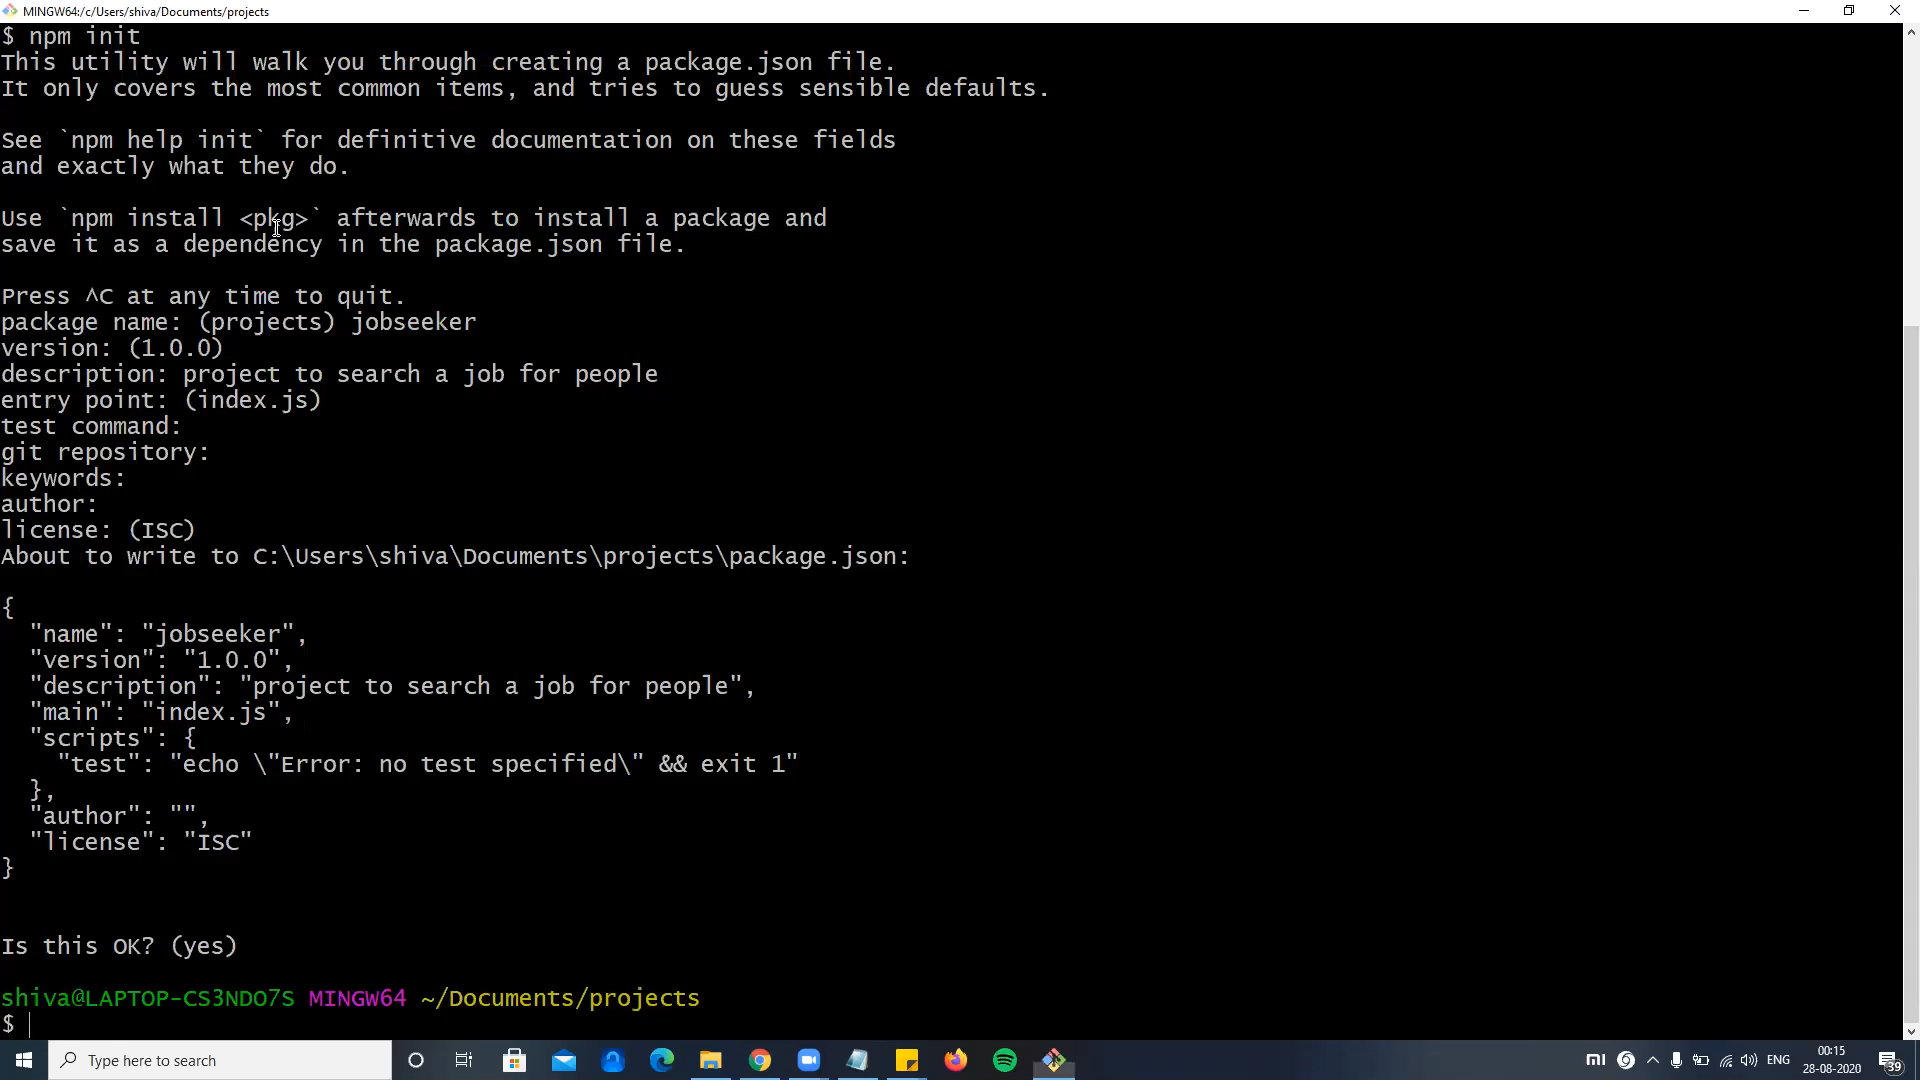 MINGW64:/c/Users/shiva/Documents/projects
$ npm init
This utility will walk you through creating a package.json file.
It only covers the most common items, and tries to guess sensible defaults.
See `npm help init` for definitive documentation on these fields
and exactly what they do.
Use `npm install <pkg>` afterwards to install a package and
save it as a dependency in the package.json file.
Press ^C at any time to quit.
package name: (projects) jobseeker
version: (1.0.0)
description: project to search a job for people
entry point: (index.js)
test command:
git repository:
keywords:
author:
license: (ISC)
About to write to C:\Users\shiva\Documents\projects\package.json:
{
  "name": "jobseeker",
  "version": "1.0.0",
  "description": "project to search a job for people",
  "main": "index.js",
  "scripts": {
    "test": "echo \"Error: no test specified\" && exit 1"
  },
  "author": "",
  "license": "ISC"
}
Is this OK? (yes)
shiva@LAPTOP-CS3NDO7S MINGW64 ~/Documents/projects
$
Type here to search
ENG
00:15
28-08-2020
39